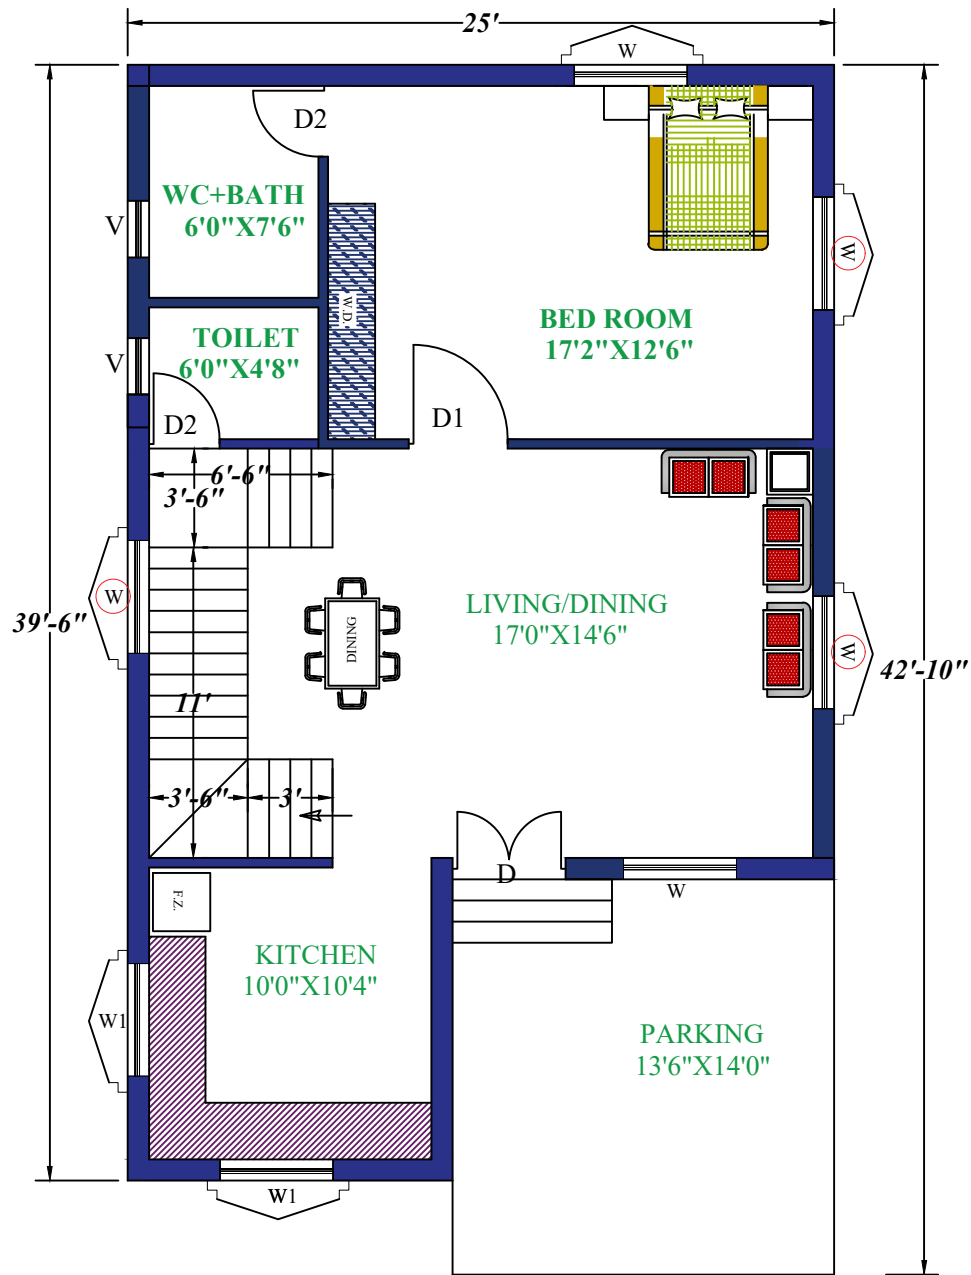 25'
W
D2
WC+BATH
6'0"X7'6"
V
W
W.D.
BED ROOM
17'2"X12'6"
TOILET
6'0"X4'8"
V
D2
D1
6'-6"
3'-6"
W
39'-6"
DINING
LIVING/DINING
17'0"X14'6"
W
42'-10"
11'
3'-6"
3'
D
W
F.Z.
KITCHEN
10'0"X10'4"
W1
PARKING
13'6"X14'0"
W1